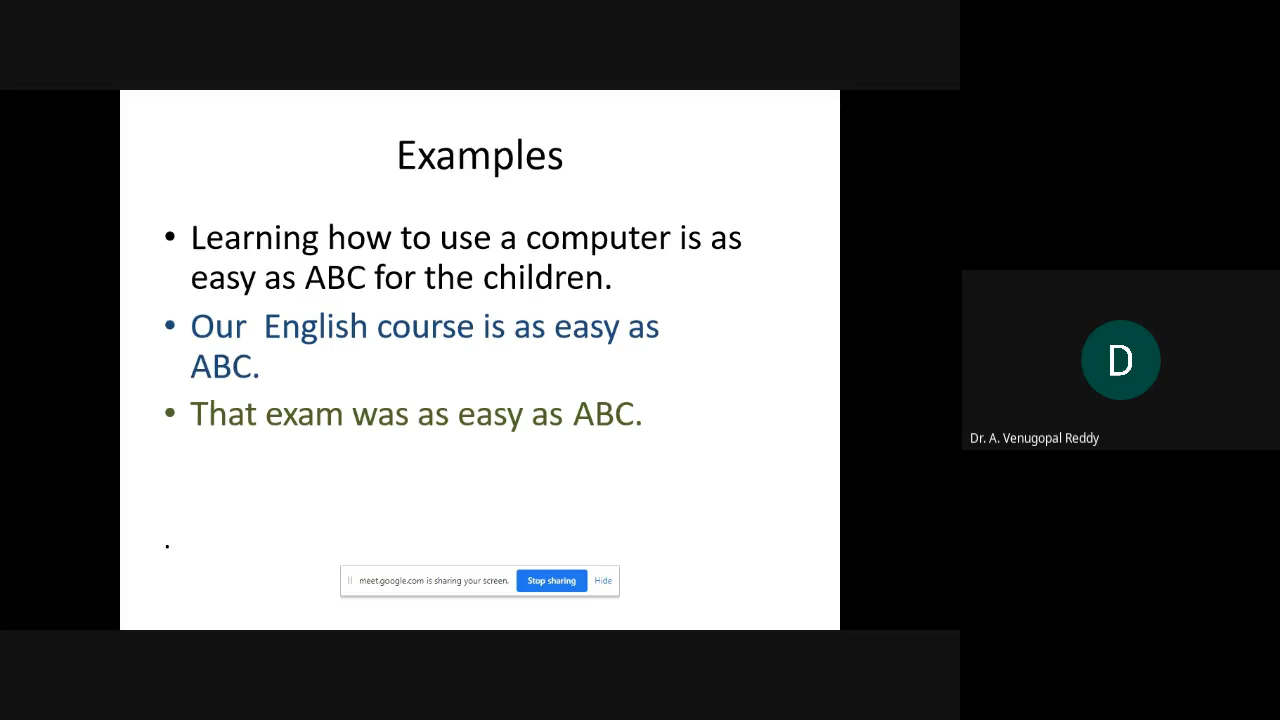 Examples
• Learning how to use a computer is as
easy as ABC for the children.
• Our  English course is as easy as
ABC.
• That exam was as easy as ABC.
.
meet.google.com is sharing your screen.
Stop sharing
Hide
D
Dr. A. Venugopal Reddy